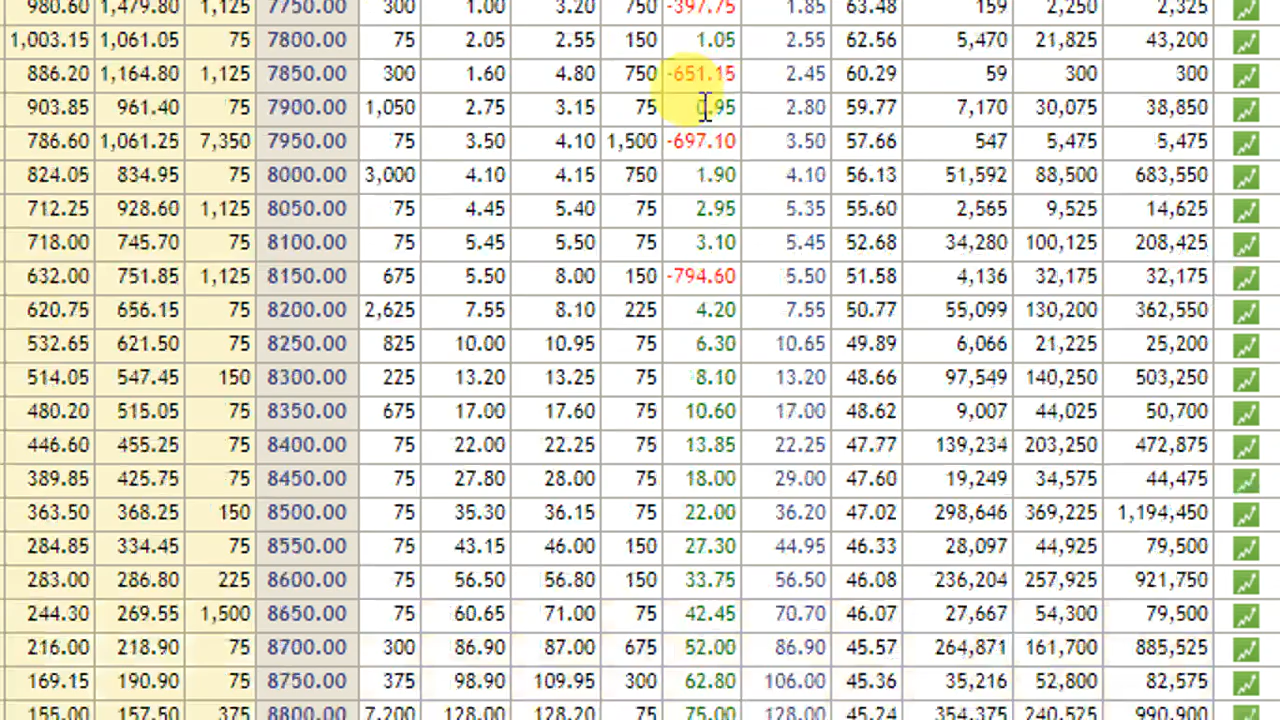 980.60 1,479.80 1,125 7750.00 300 1.00 3.20 750 -397.75 1.85 63.48 159 2,250 2,325
1,003.15 1,061.05 75 7800.00 75 2.05 2.55 150 1.05 2.55 62.56 5,470 21,825 43,200
886.20 1,164.80 1,125 7850.00 300 1.60 4.80 750 -651.15 2.45 60.29 59 300 300
903.85 961.40 75 7900.00 1,050 2.75 3.15 75 0.95 2.80 59.77 7,170 30,075 38,850
786.60 1,061.25 7,350 7950.00 75 3.50 4.10 1,500 -697.10 3.50 57.66 547 5,475 5,475
824.05 834.95 75 8000.00 3,000 4.10 4.15 750 1.90 4.10 56.13 51,592 88,500 683,550
712.25 928.60 1,125 8050.00 75 4.45 5.40 75 2.95 5.35 55.60 2,565 9,525 14,625
718.00 745.70 75 8100.00 75 5.45 5.50 75 3.10 5.45 52.68 34,280 100,125 208,425
632.00 751.85 1,125 8150.00 675 5.50 8.00 150 -794.60 5.50 51.58 4,136 32,175 32,175
620.75 656.15 75 8200.00 2,625 7.55 8.10 225 4.20 7.55 50.77 55,099 130,200 362,550
532.65 621.50 75 8250.00 825 10.00 10.95 75 6.30 10.65 49.89 6,066 21,225 25,200
514.05 547.45 150 8300.00 225 13.20 13.25 75 8.10 13.20 48.66 97,549 140,250 503,250
480.20 515.05 75 8350.00 675 17.00 17.60 75 10.60 17.00 48.62 9,007 44,025 50,700
446.60 455.25 75 8400.00 75 22.00 22.25 75 13.85 22.25 47.77 139,234 203,250 472,875
389.85 425.75 75 8450.00 75 27.80 28.00 75 18.00 29.00 47.60 19,249 34,575 44,475
363.50 368.25 150 8500.00 75 35.30 36.15 75 22.00 36.20 47.02 298,646 369,225 1,194,450
284.85 334.45 75 8550.00 75 43.15 46.00 150 27.30 44.95 46.33 28,097 44,925 79,500
283.00 286.80 225 8600.00 75 56.50 56.80 150 33.75 56.50 46.08 236,204 257,925 921,750
244.30 269.55 1,500 8650.00 75 60.65 71.00 75 42.45 70.70 46.07 27,667 54,300 79,500
216.00 218.90 75 8700.00 300 86.90 87.00 675 52.00 86.90 45.57 264,871 161,700 885,525
169.15 190.90 75 8750.00 375 98.90 109.95 300 62.80 106.00 45.36 35,216 52,800 82,575
155.00 157.50 375 8800.00 7,200 128.00 128.20 75 75.00 128.00 45.24 354,375 240,525 990,900